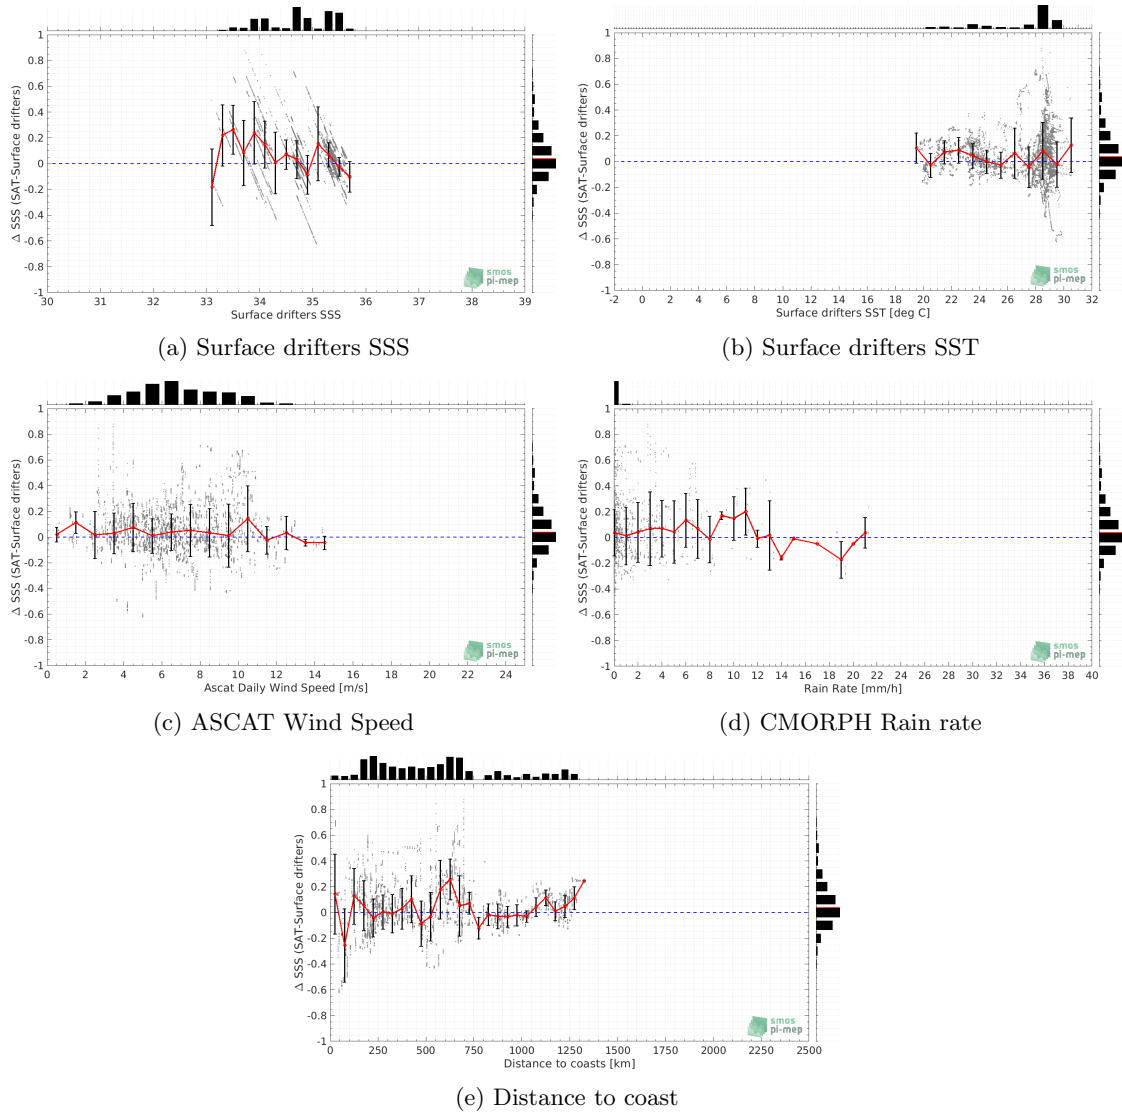 1
0.8
0.6
0.4
0.2
0
-0.2
-0.4
-0.6
-0.8
-1
Δ SSS (SAT-Surface drifters)
smos
pi-mep
30 31 32 33 34 35 36 37 38 39
Surface drifters SSS
(a) Surface drifters SSS
1
0.8
0.6
0.4
0.2
0
-0.2
-0.4
-0.6
-0.8
-1
Δ SSS (SAT-Surface drifters)
smos
pi-mep
-2 0 2 4 6 8 10 12 14 16 18 20 22 24 26 28 30 32
Surface drifters SST [deg C]
(b) Surface drifters SST
1
0.8
0.6
0.4
0.2
0
-0.2
-0.4
-0.6
-0.8
-1
Δ SSS (SAT-Surface drifters)
smos
pi-mep
0 2 4 6 8 10 12 14 16 18 20 22 24
Ascat Daily Wind Speed [m/s]
(c) ASCAT Wind Speed
1
0.8
0.6
0.4
0.2
0
-0.2
-0.4
-0.6
-0.8
-1
Δ SSS (SAT-Surface drifters)
smos
pi-mep
0 2 4 6 8 10 12 14 16 18 20 22 24 26 28 30 32 34 36 38 40
Rain Rate [mm/h]
(d) CMORPH Rain rate
1
0.8
0.6
0.4
0.2
0
-0.2
-0.4
-0.6
-0.8
-1
Δ SSS (SAT-Surface drifters)
smos
pi-mep
0 250 500 750 1000 1250 1500 1750 2000 2250 2500
Distance to coasts [km]
(e) Distance to coast